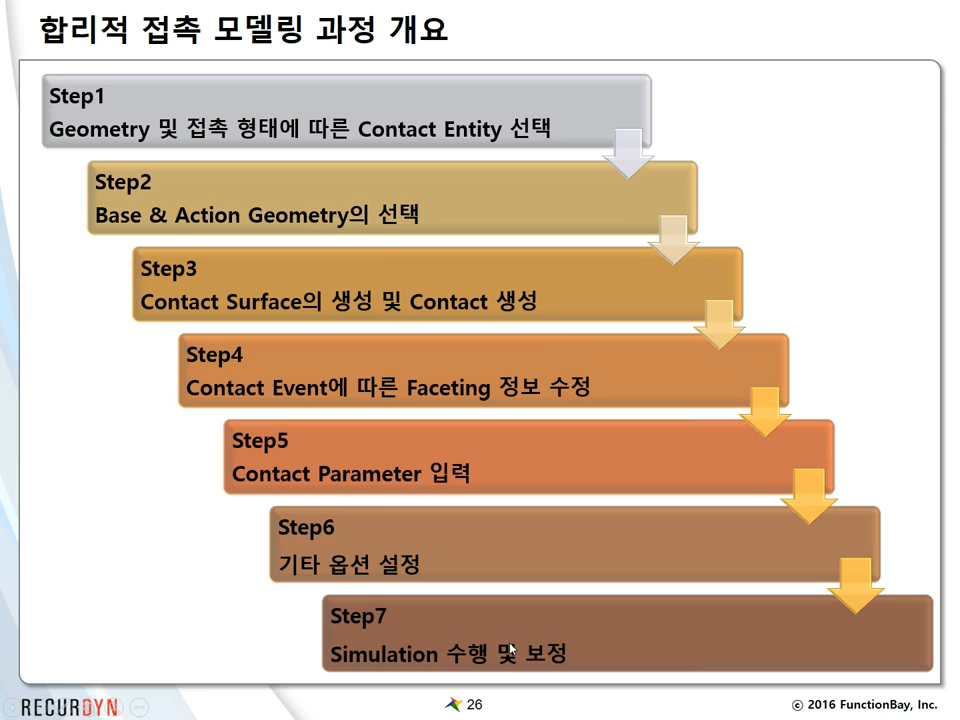 합리적 접촉 모델링 과정 개요
Step1
Geometry 및 접촉 형태에 따른 Contact Entity 선택
Step2
Base & Action Geometry의 선택
Step3
Contact Surface의 생성 및 Contact 생성
Step4
Contact Event에 따른 Faceting 정보 수정
Step5
Contact Parameter 입력
Step6
기타 옵션 설정
Step7
Simulation 수행 및 보정
RECURDYN
26
© 2016 FunctionBay, Inc.